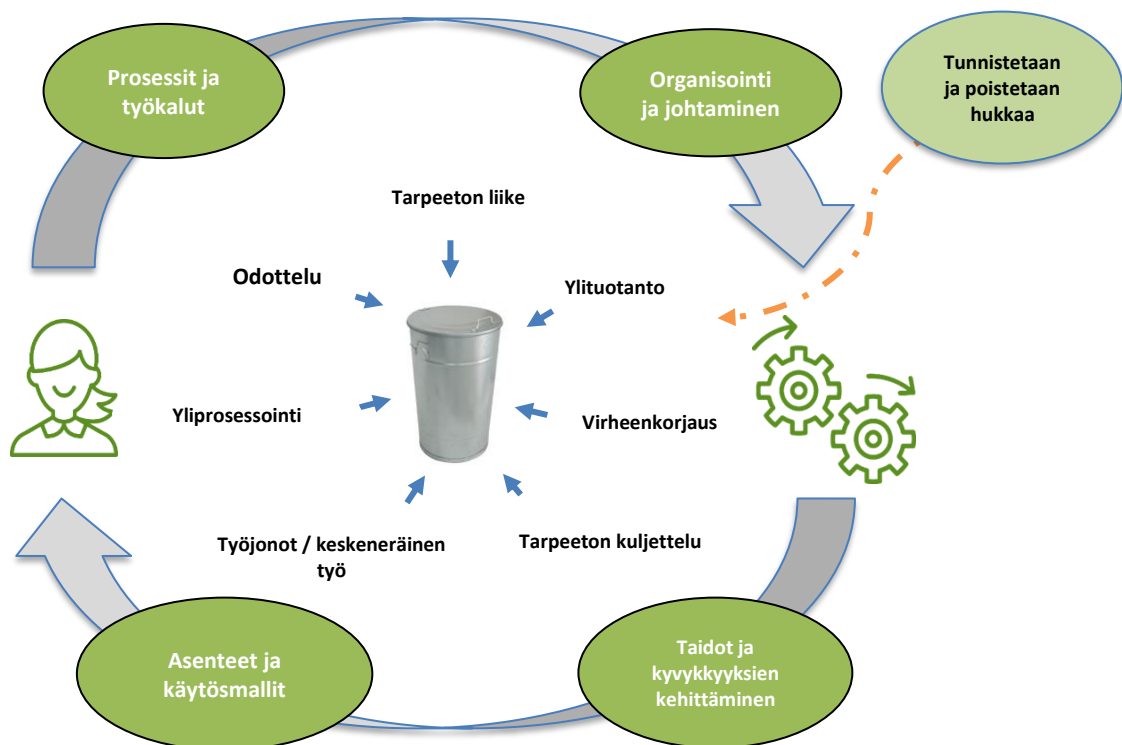 Prosessit ja
työkalut
Organisointi
ja johtaminen
Tunnistetaan
ja poistetaan
hukkaa
Tarpeeton liike
Odottelu
Ylituotanto
Yliprosessointi
Virheenkorjaus
Työjonot / keskeneräinen
työ
Tarpeeton kuljettelu
Asenteet ja
käytösmallit
Taidot ja
kyvykkyyksien
kehittäminen